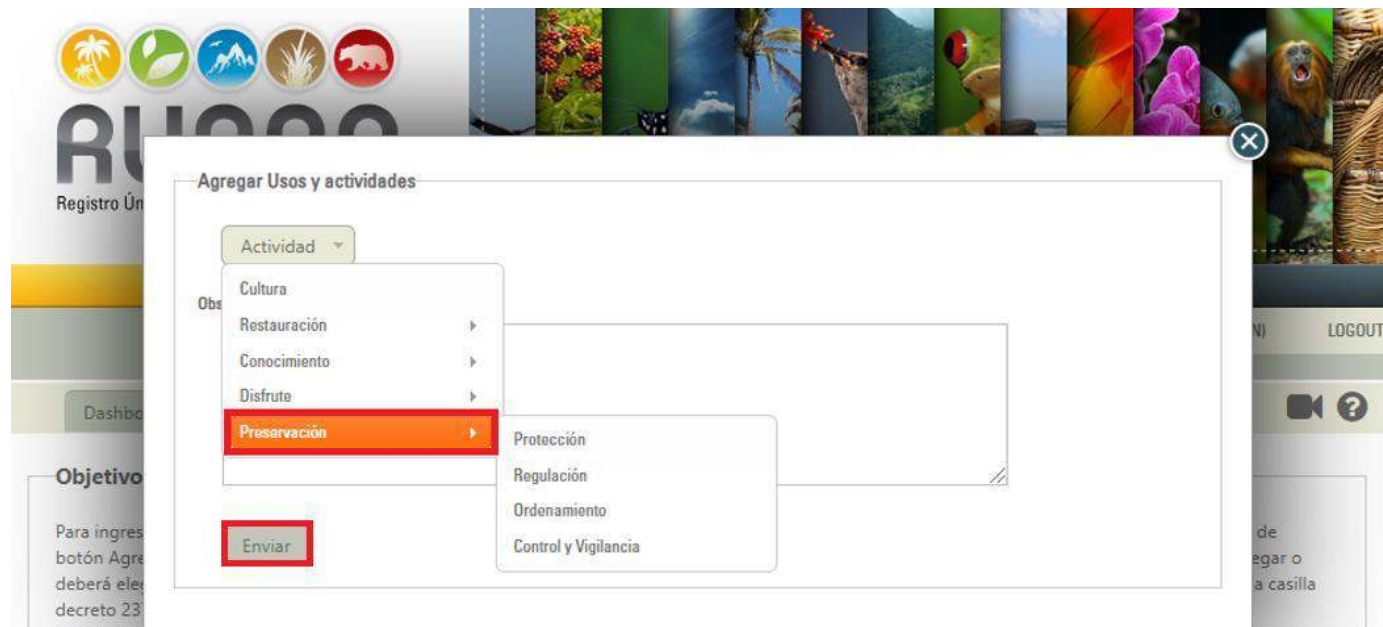 Registro Ún
Agregar Usos y actividades
Actividad
Cultura
Obs
Restauración
Conocimiento
Disfrute
Preservación
Protección
Regulación
Ordenamiento
Control y Vigilancia
Enviar
N)
LOGOUT
Dashbo
Objetivo
Para ingres
de
botón Agre
egar o
deberá eleg
a casilla
decreto 23